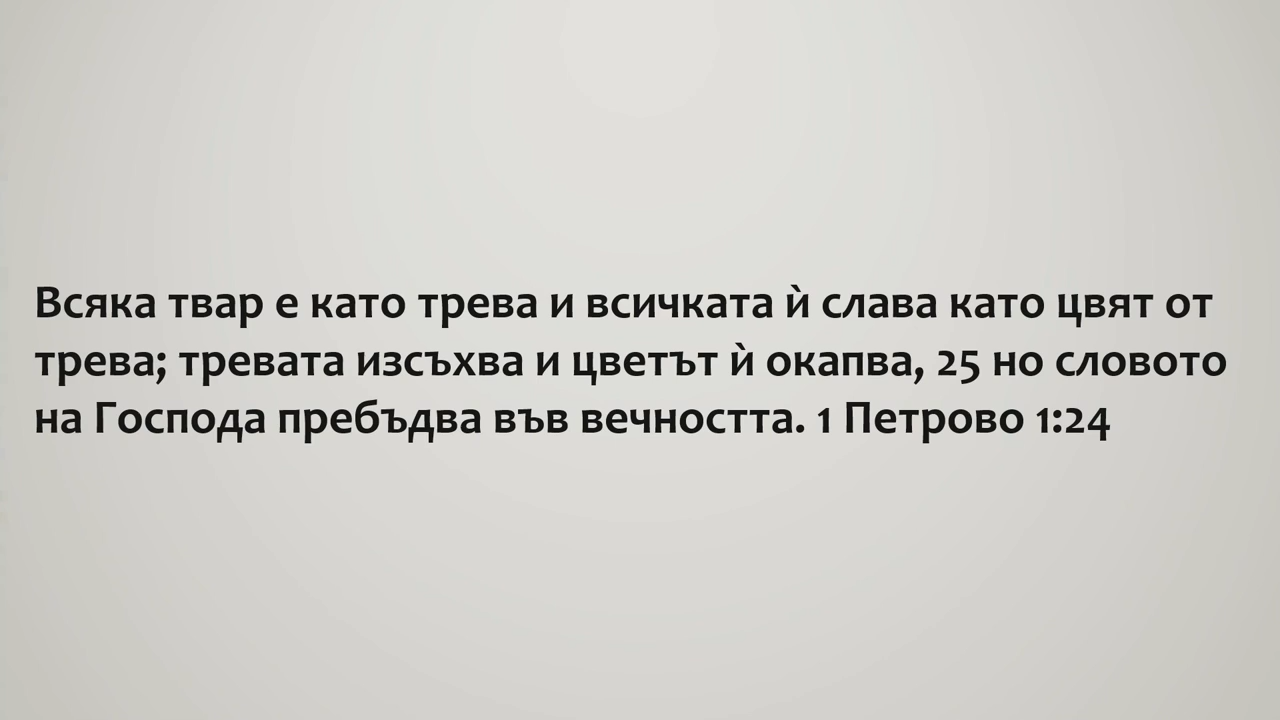 Всяка твар е като трева и всичката ѝ слава като цвят от
трева; тревата изсъхва и цветът ѝ окапва, 25 но словото
на Господа пребъдва във вечността. 1 Петрово 1:24